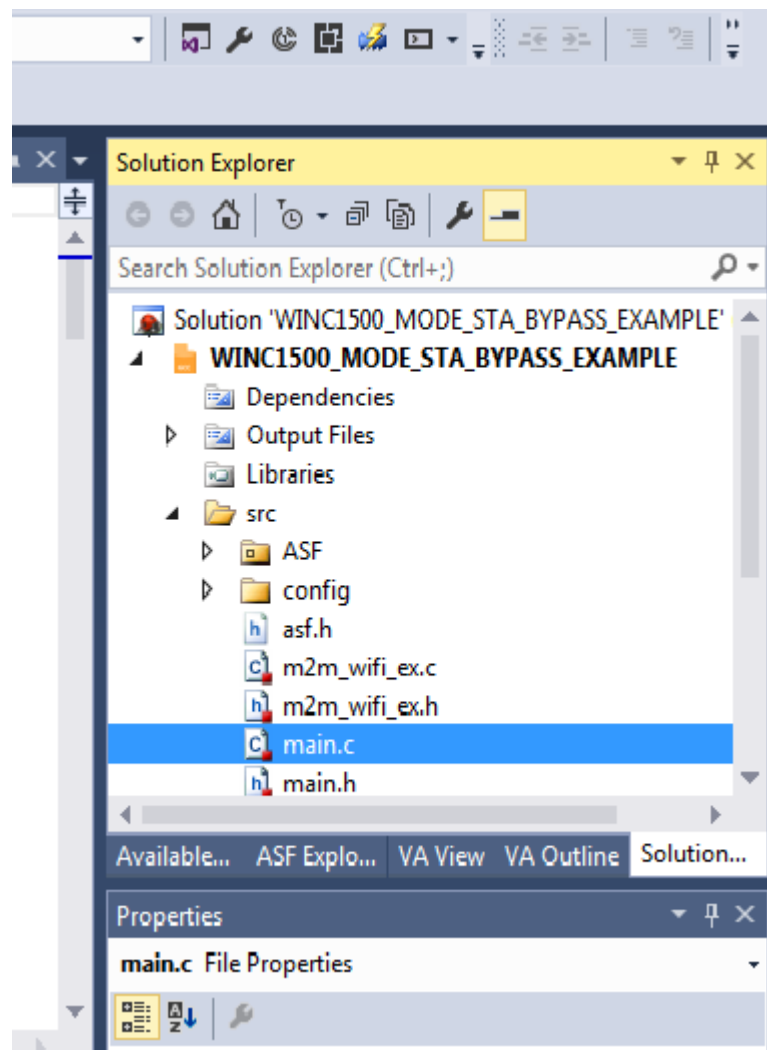 Solution Explorer
Search Solution Explorer (Ctrl+;)
Solution 'WINC1500_MODE_STA_BYPASS_EXAMPLE'
WINC1500_MODE_STA_BYPASS_EXAMPLE
Dependencies
Output Files
Libraries
src
ASF
config
asf.h
m2m_wifi_ex.c
m2m_wifi_ex.h
main.c
main.h
Available... ASF Explo... VA View VA Outline Solution...
Properties
main.c File Properties